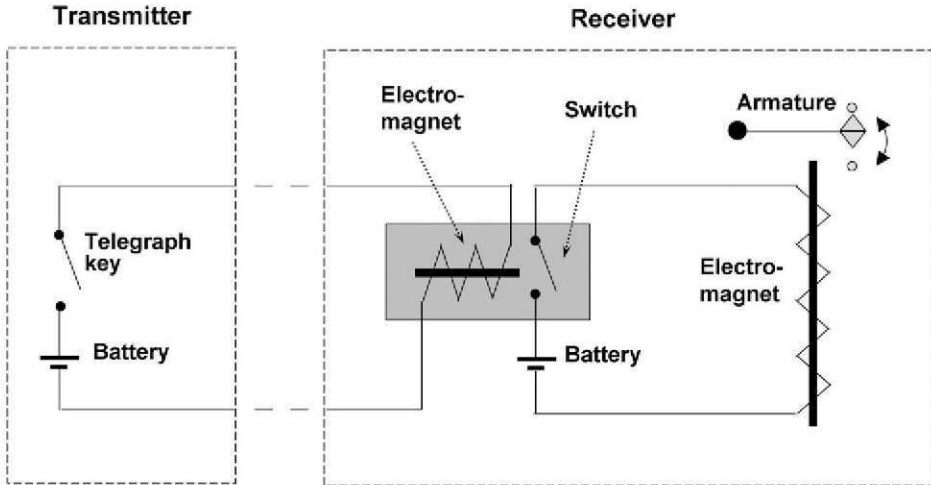 Transmitter
Receiver
Electro-
magnet
Switch
Armature
Telegraph
key
Electro-
magnet
Battery
Battery